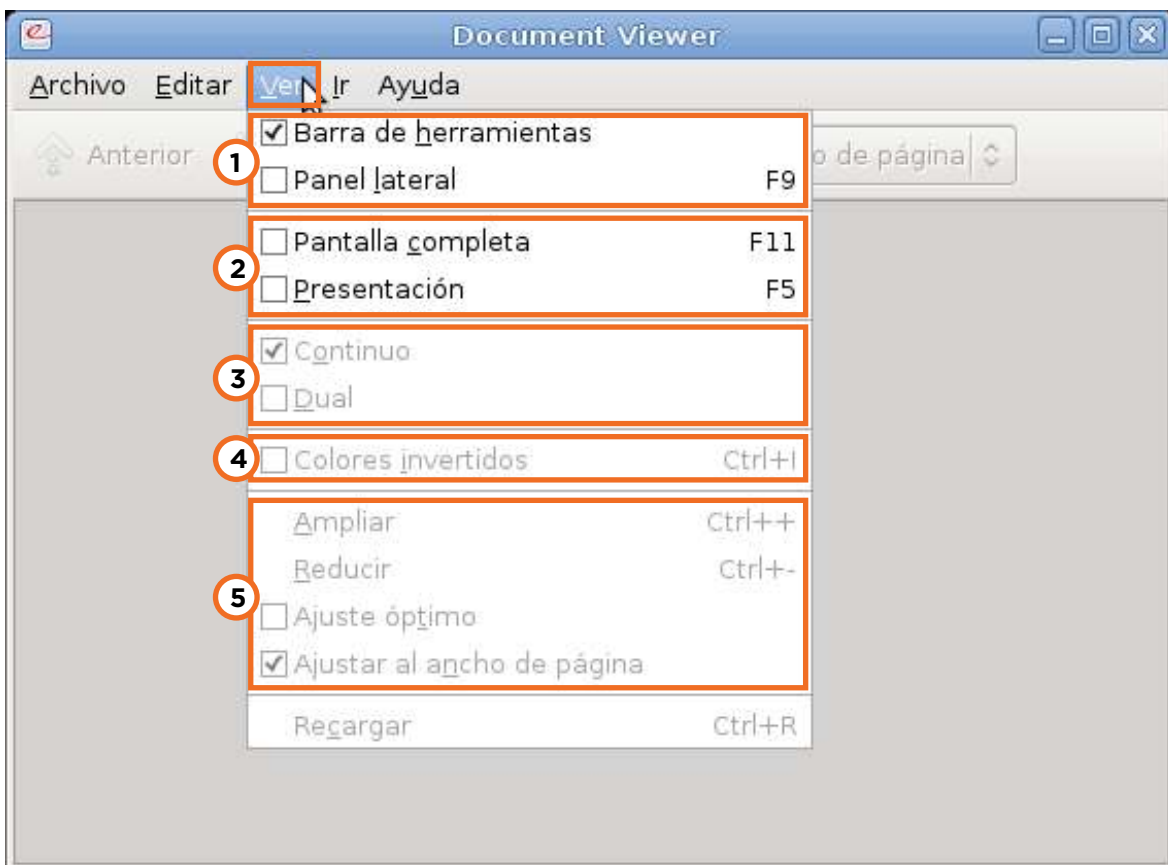 Document Viewer
Archivo Editar Ver Ir Ayuda
Anterior
o de página
1
Barra de herramientas
Panel lateral F9
2
Pantalla completa F11
Presentación F5
3
Continuo
Dual
4
Colores invertidos Ctrl+I
5
Ampliar Ctrl++
Reducir Ctrl+-
Ajuste óptimo
Ajustar al ancho de página
Recargar Ctrl+R